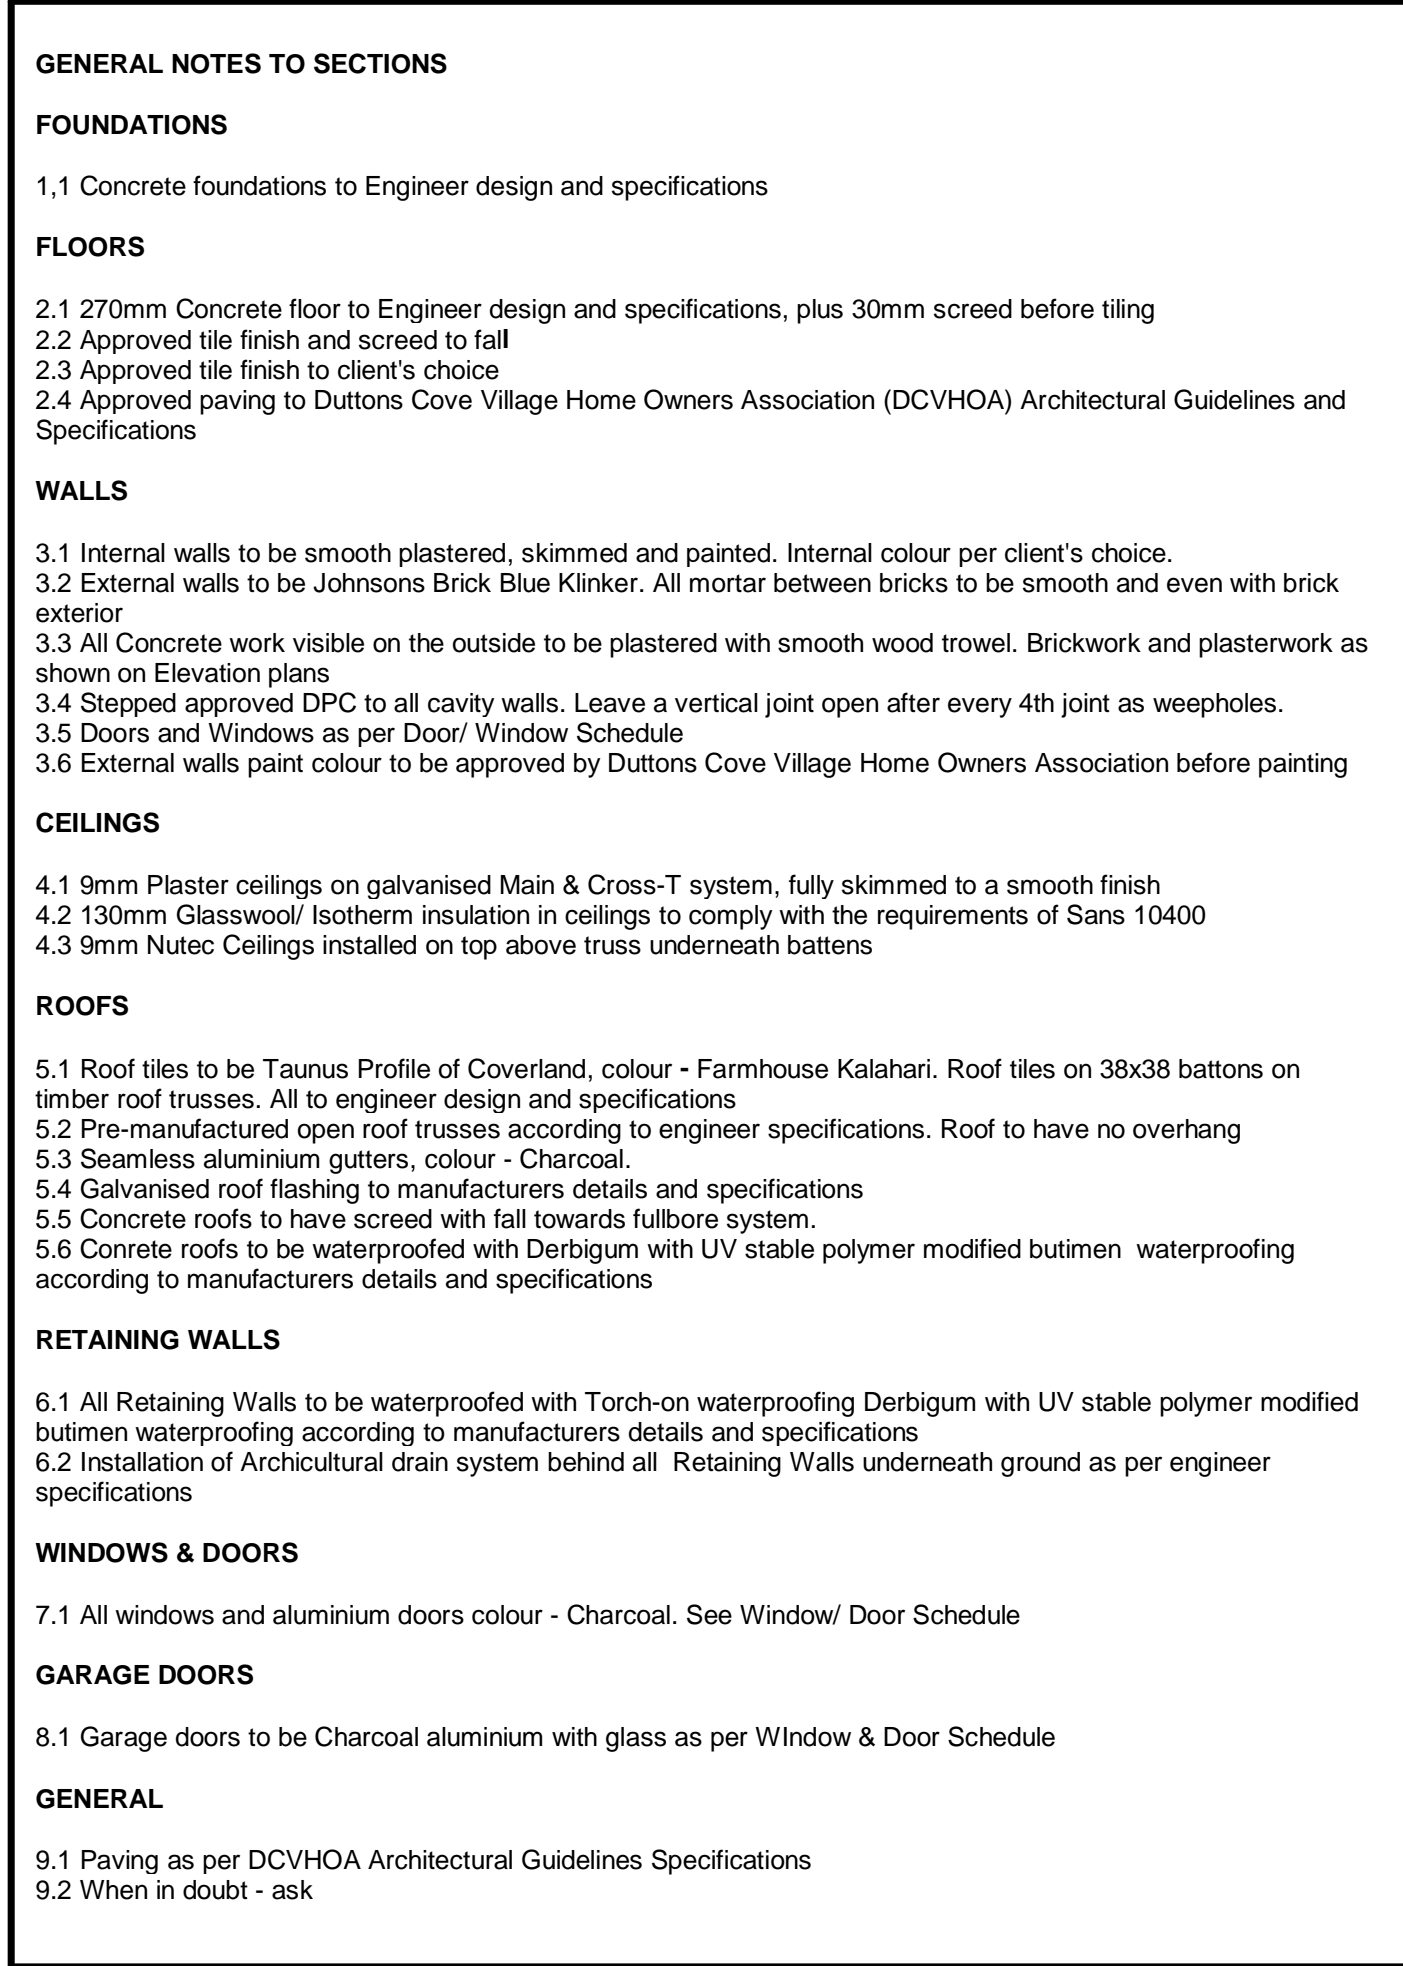 GENERAL NOTES TO SECTIONS
FOUNDATIONS
1,1 Concrete foundations to Engineer design and specifications
FLOORS
2.1 270mm Concrete floor to Engineer design and specifications, plus 30mm screed before tiling
2.2 Approved tile finish and screed to fall
2.3 Approved tile finish to client's choice
2.4 Approved paving to Duttons Cove Village Home Owners Association (DCVHOA) Architectural Guidelines and
Specifications
WALLS
3.1 Internal walls to be smooth plastered, skimmed and painted. Internal colour per client's choice.
3.2 External walls to be Johnsons Brick Blue Klinker. All mortar between bricks to be smooth and even with brick
exterior
3.3 All Concrete work visible on the outside to be plastered with smooth wood trowel. Brickwork and plasterwork as
shown on Elevation plans
3.4 Stepped approved DPC to all cavity walls. Leave a vertical joint open after every 4th joint as weepholes.
3.5 Doors and Windows as per Door/ Window Schedule
3.6 External walls paint colour to be approved by Duttons Cove Village Home Owners Association before painting
CEILINGS
4.1 9mm Plaster ceilings on galvanised Main & Cross-T system, fully skimmed to a smooth finish
4.2 130mm Glasswool/ Isotherm insulation in ceilings to comply with the requirements of Sans 10400
4.3 9mm Nutec Ceilings installed on top above truss underneath battens
ROOFS
5.1 Roof tiles to be Taunus Profile of Coverland, colour - Farmhouse Kalahari. Roof tiles on 38x38 battons on
timber roof trusses. All to engineer design and specifications
5.2 Pre-manufactured open roof trusses according to engineer specifications. Roof to have no overhang
5.3 Seamless aluminium gutters, colour - Charcoal.
5.4 Galvanised roof flashing to manufacturers details and specifications
5.5 Concrete roofs to have screed with fall towards fullbore system.
5.6 Conrete roofs to be waterproofed with Derbigum with UV stable polymer modified butimen  waterproofing
according to manufacturers details and specifications
RETAINING WALLS
6.1 All Retaining Walls to be waterproofed with Torch-on waterproofing Derbigum with UV stable polymer modified
butimen waterproofing according to manufacturers details and specifications
6.2 Installation of Archicultural drain system behind all  Retaining Walls underneath ground as per engineer
specifications
WINDOWS & DOORS
7.1 All windows and aluminium doors colour - Charcoal. See Window/ Door Schedule
GARAGE DOORS
8.1 Garage doors to be Charcoal aluminium with glass as per WIndow & Door Schedule
GENERAL
9.1 Paving as per DCVHOA Architectural Guidelines Specifications
9.2 When in doubt - ask